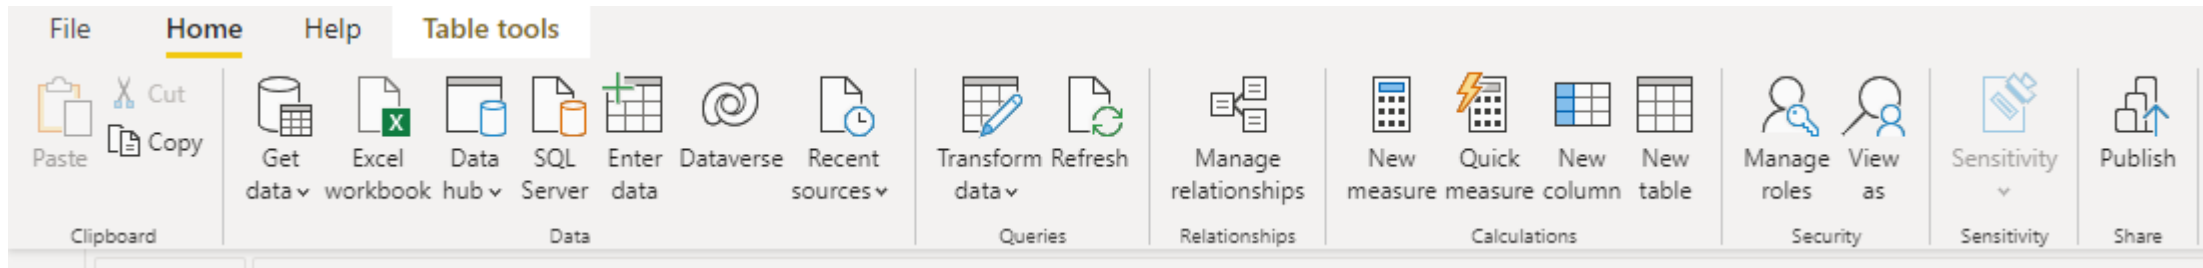 File Home Help Table tools
Paste
Cut
Copy
Clipboard
Get
data
Excel
workbook
Data
hub
SQL
Server
Enter
data
Dataverse
Recent
sources
Data
Transform
data
Refresh
Queries
Manage
relationships
Relationships
New
measure
Quick
measure
New
column
New
table
Calculations
Manage
roles
View
as
Security
Sensitivity
Sensitivity
Publish
Share